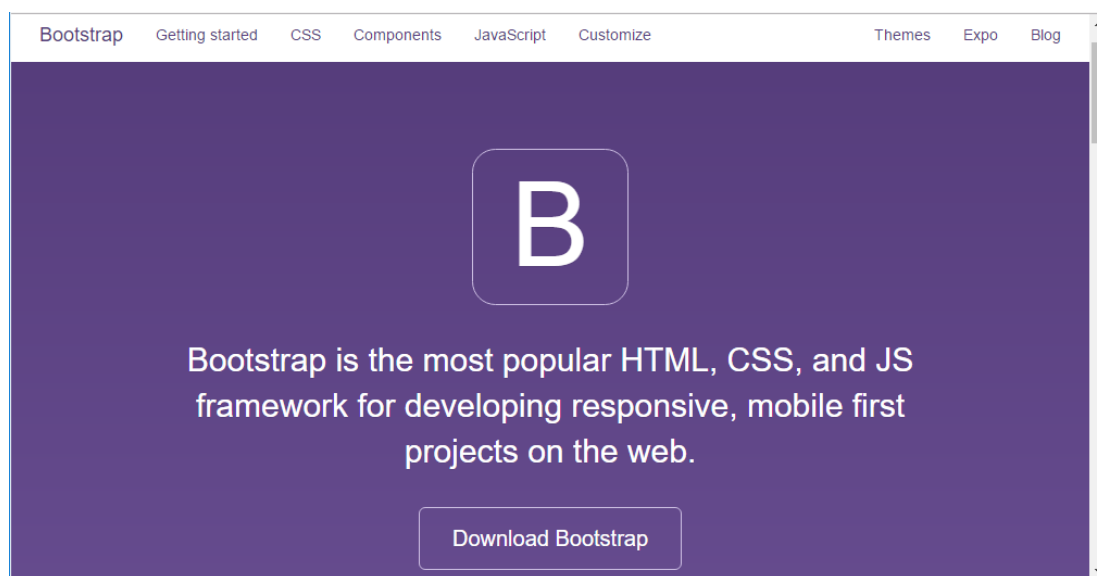 Bootstrap Getting started CSS Components JavaScript Customize Themes Expo Blog
B
Bootstrap is the most popular HTML, CSS, and JS
framework for developing responsive, mobile first
projects on the web.
Download Bootstrap